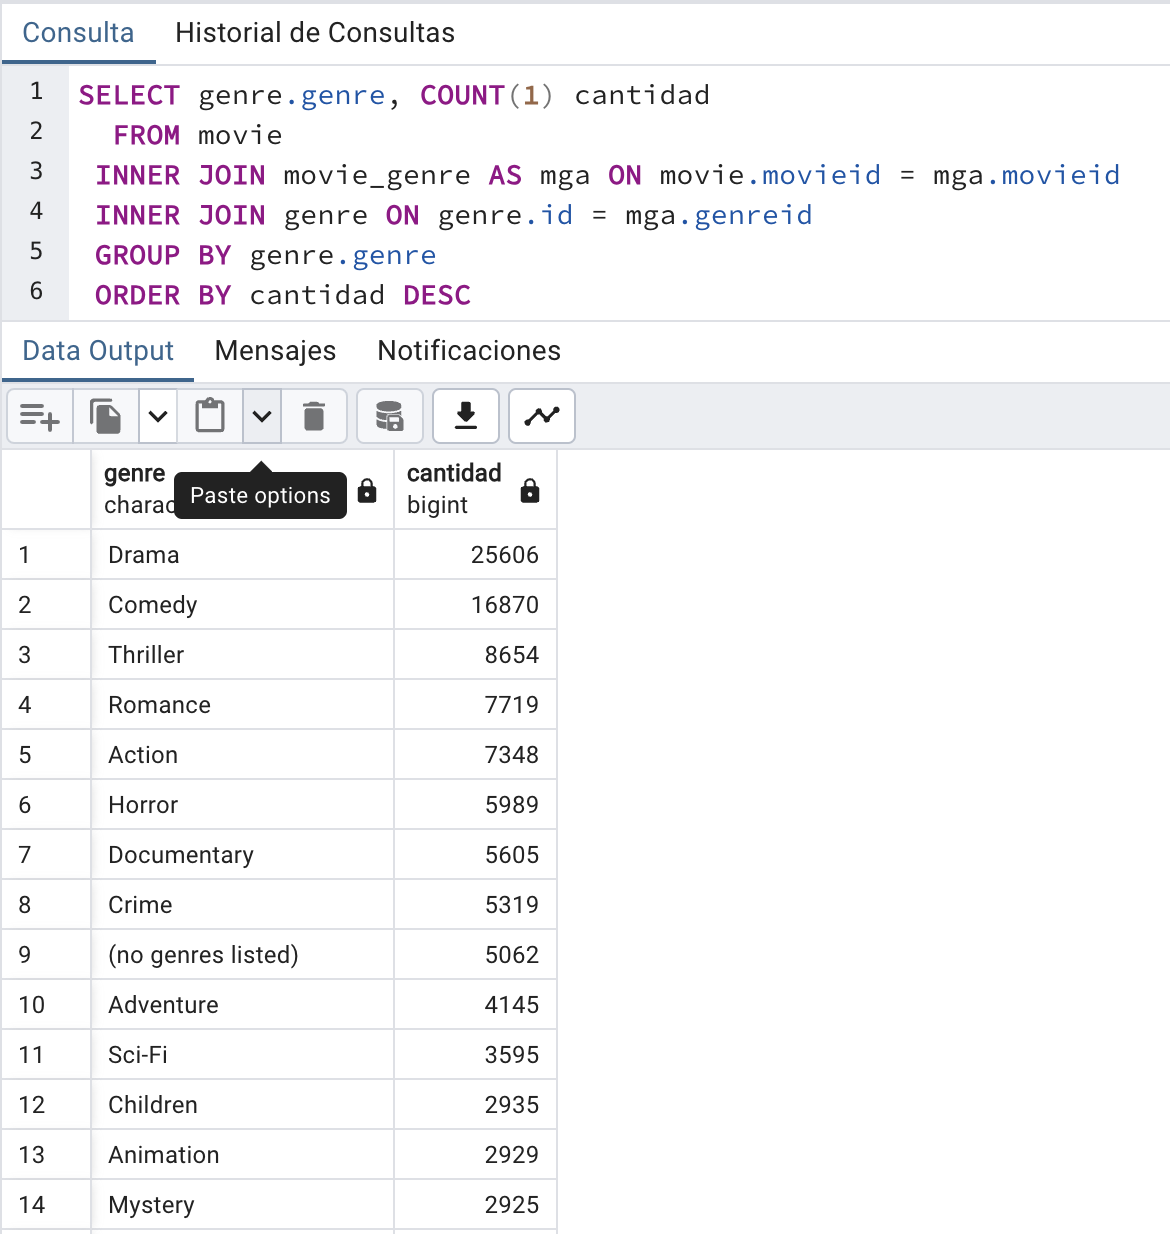 Consulta Historial de Consultas
1 SELECT genre.genre, COUNT(1) cantidad
2 FROM movie
3 INNER JOIN movie_genre AS mga ON movie.movieid = mga.movieid
4 INNER JOIN genre ON genre.id = mga.genreid
5 GROUP BY genre.genre
6 ORDER BY cantidad DESC
Data Output Mensajes Notificaciones
genre cantidad
charac bigint
Paste options
1 Drama 25606
2 Comedy 16870
3 Thriller 8654
4 Romance 7719
5 Action 7348
6 Horror 5989
7 Documentary 5605
8 Crime 5319
9 (no genres listed) 5062
10 Adventure 4145
11 Sci-Fi 3595
12 Children 2935
13 Animation 2929
14 Mystery 2925